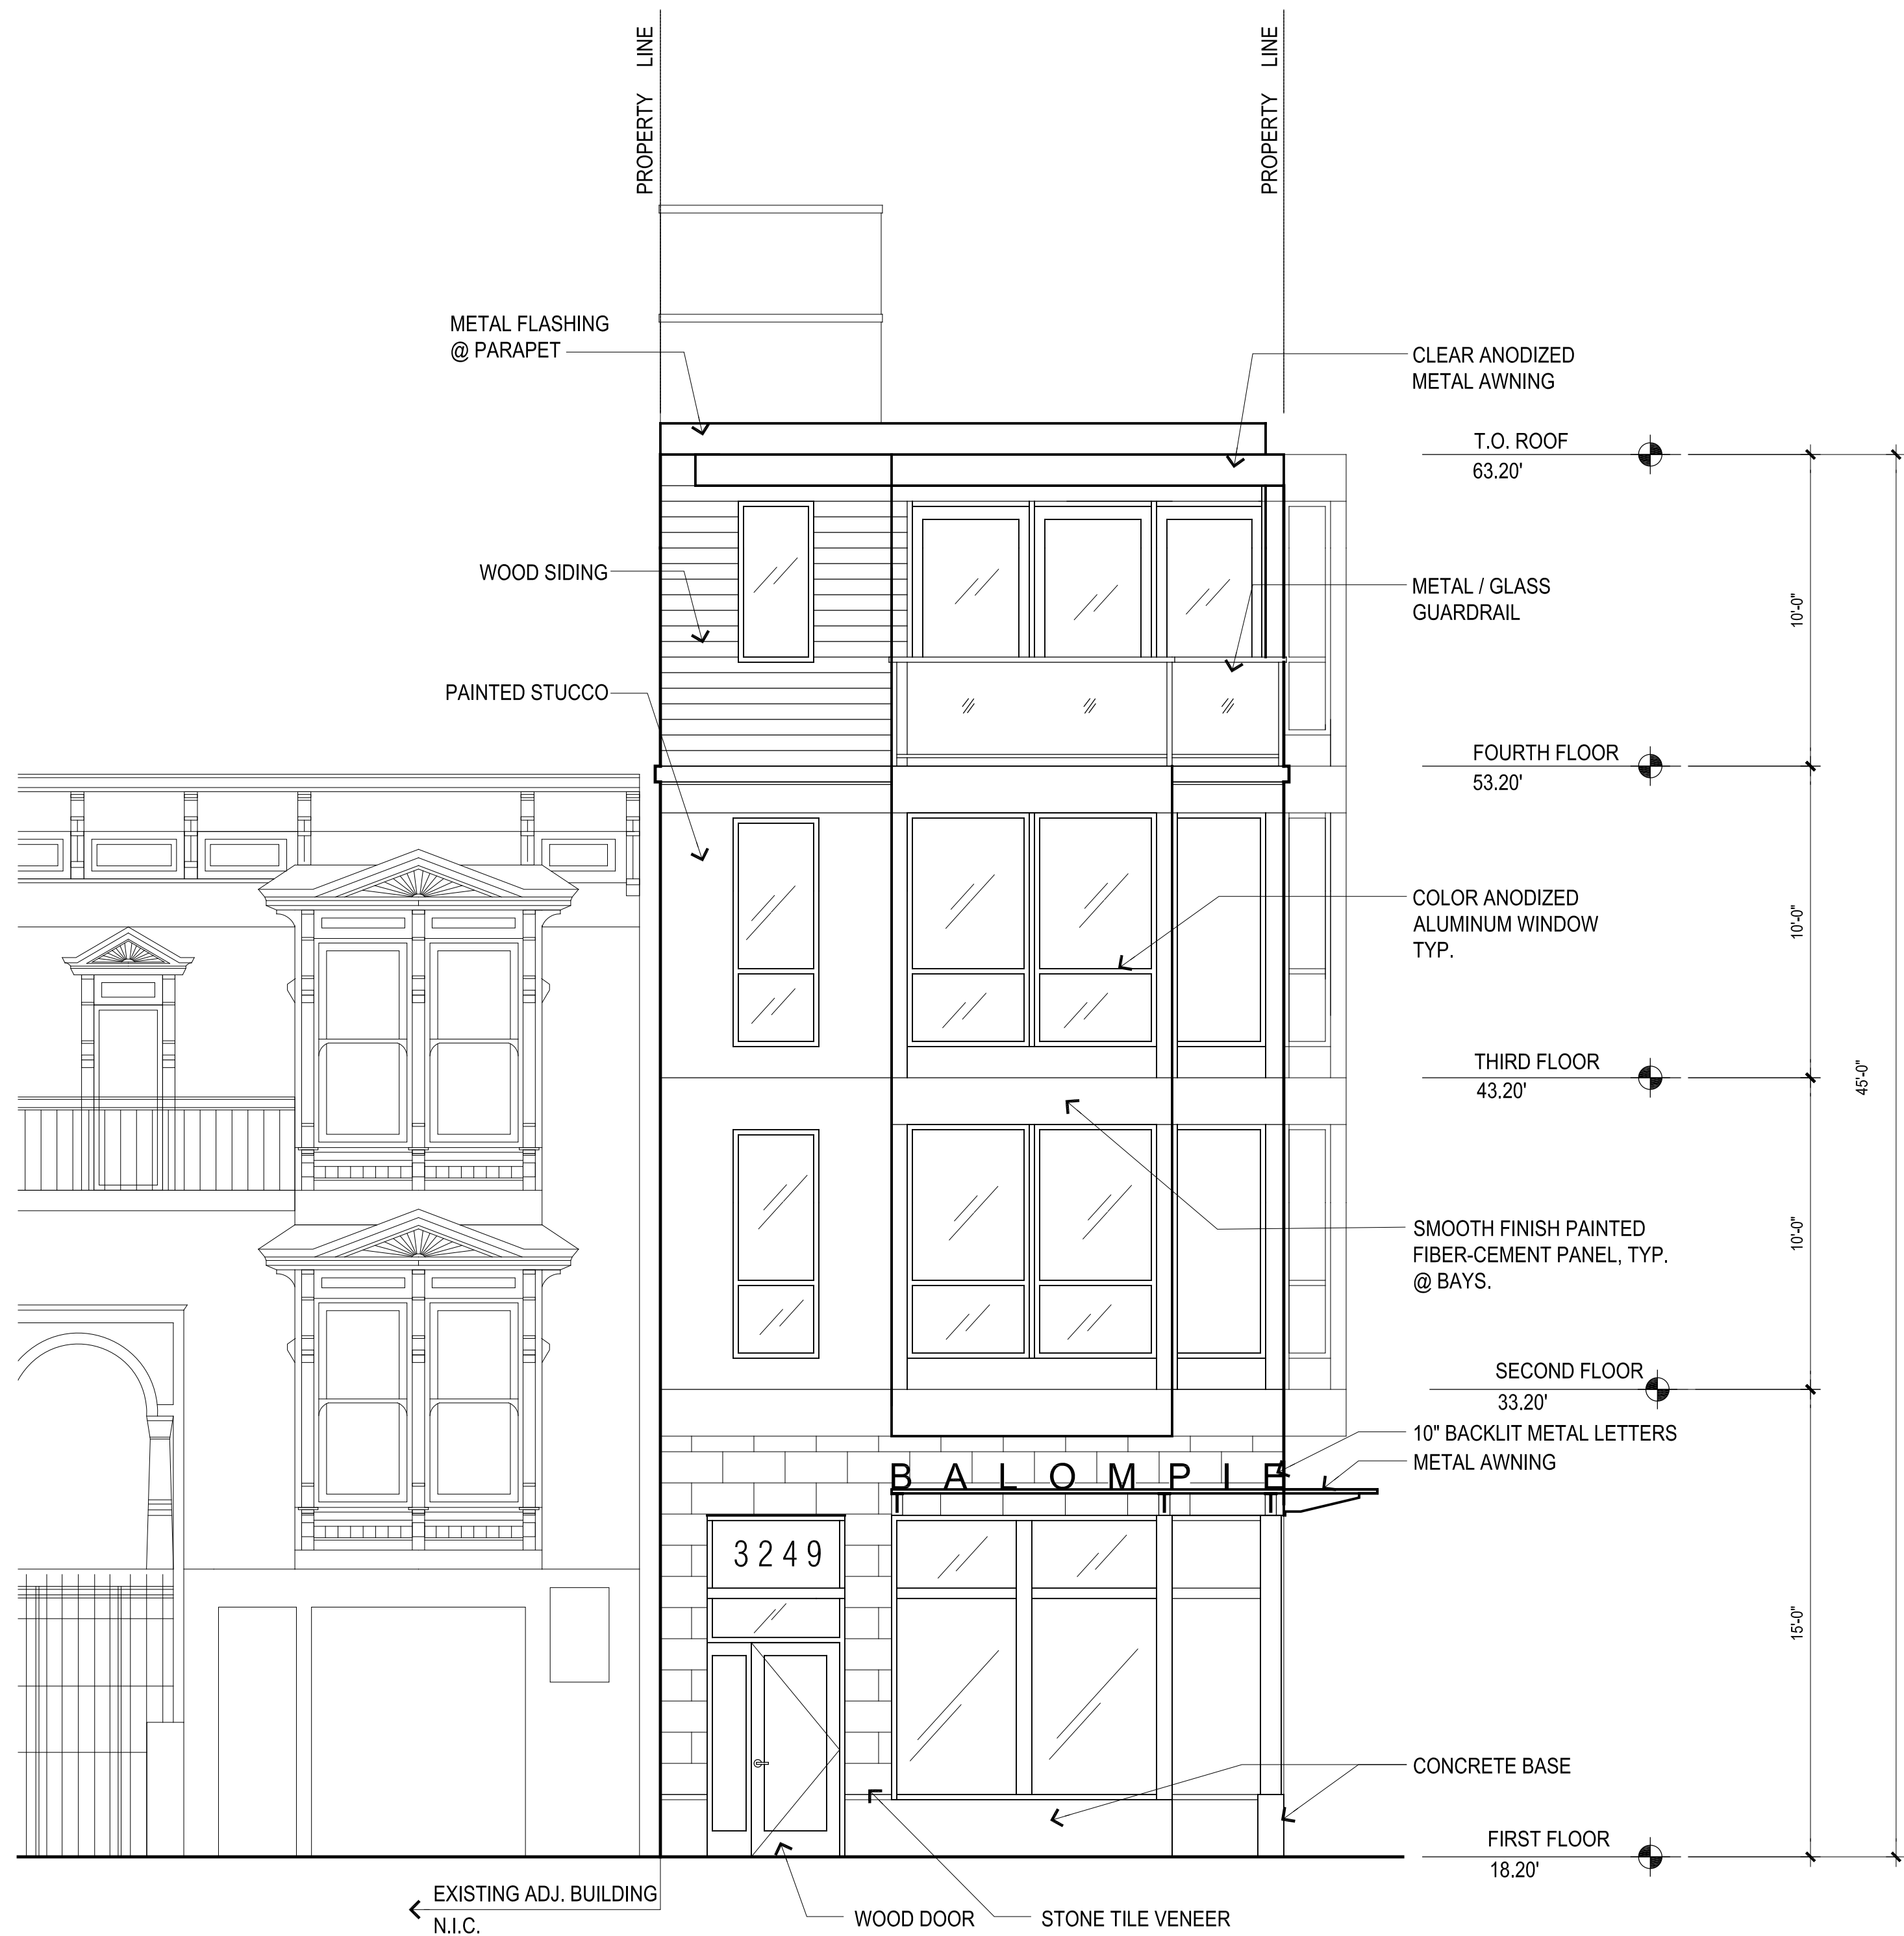 PROPERTY LINE
PROPERTY LINE
METAL FLASHING
@ PARAPET
CLEAR ANODIZED
METAL AWNING
T.O. ROOF
63.20'
WOOD SIDING
METAL / GLASS
GUARDRAIL
10'-0"
PAINTED STUCCO
FOURTH FLOOR
53.20'
COLOR ANODIZED
ALUMINUM WINDOW
TYP.
10'-0"
THIRD FLOOR
43.20'
45'-0"
SMOOTH FINISH PAINTED
FIBER-CEMENT PANEL, TYP.
@ BAYS.
10'-0"
SECOND FLOOR
33.20'
10" BACKLIT METAL LETTERS
METAL AWNING
BALOMPIE
3249
15'-0"
CONCRETE BASE
FIRST FLOOR
18.20'
EXISTING ADJ. BUILDING
N.I.C.
WOOD DOOR
STONE TILE VENEER